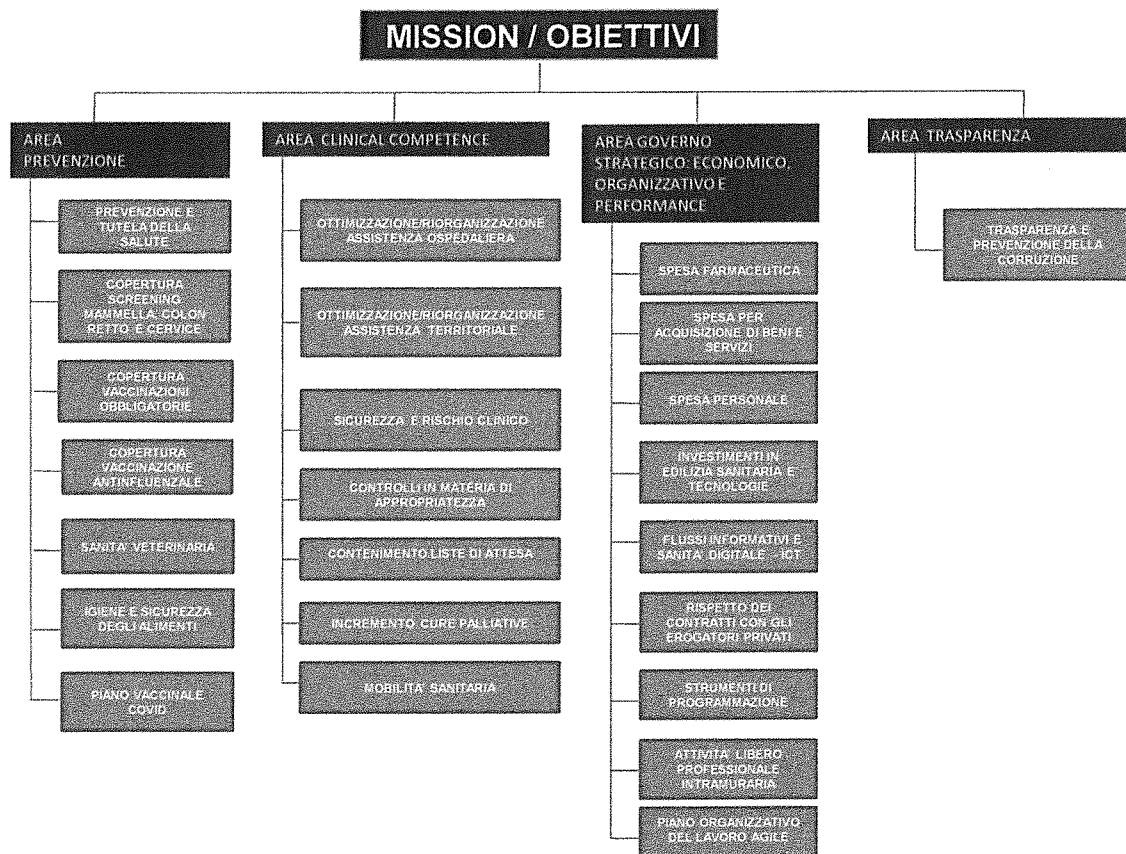 MISSION / OBIETTIVI
AREA
PREVENZIONE
PREVENZIONE E
TUTELA DELLA
SALUTE
COPERTURA
SCREENING
MAMMELLA, COLON
RETTO E CERVICE
COPERTURA
VACCINAZIONI
OBBLIGATORIE
COPERTURA
VACCINAZIONE
ANTINFLUENZALE
SANITA' VETERINARIA
IGIENE E SICUREZZA
DEGLI ALIMENTI
PIANO VACCINALE
COVID
AREA CLINICAL COMPETENCE
OTTIMIZZAZIONE/RIORGANIZZAZIONE
ASSISTENZA OSPEDALIERA
OTTIMIZZAZIONE/RIORGANIZZAZIONE
ASSISTENZA TERRITORIALE
SICUREZZA E RISCHIO CLINICO
CONTROLLI IN MATERIA DI
APPROPRIATEZZA
CONTENIMENTO LISTE DI ATTESA
INCREMENTO CURE PALLIATIVE
MOBILITA' SANITARIA
AREA GOVERNO
STRATEGICO: ECONOMICO,
ORGANIZZATIVO E
PERFORMANCE
SPESA FARMACEUTICA
SPESA PER
ACQUISIZIONE DI BENI E
SERVIZI
SPESA PERSONALE
INVESTIMENTI IN
EDILIZIA SANITARIA E
TECNOLOGIE
FLUSSI INFORMATIVI E
SANITA' DIGITALE - ICT
RISPETTO DEI
CONTRATTI CON GLI
EROGATORI PRIVATI
STRUMENTI DI
PROGRAMMAZIONE
ATTIVITA' LIBERO
PROFESSIONALE
INTRAMURARIA
PIANO ORGANIZZATIVO
DEL LAVORO AGILE
AREA TRASPARENZA
TRASPARENZA E
PREVENZIONE DELLA
CORRUZIONE